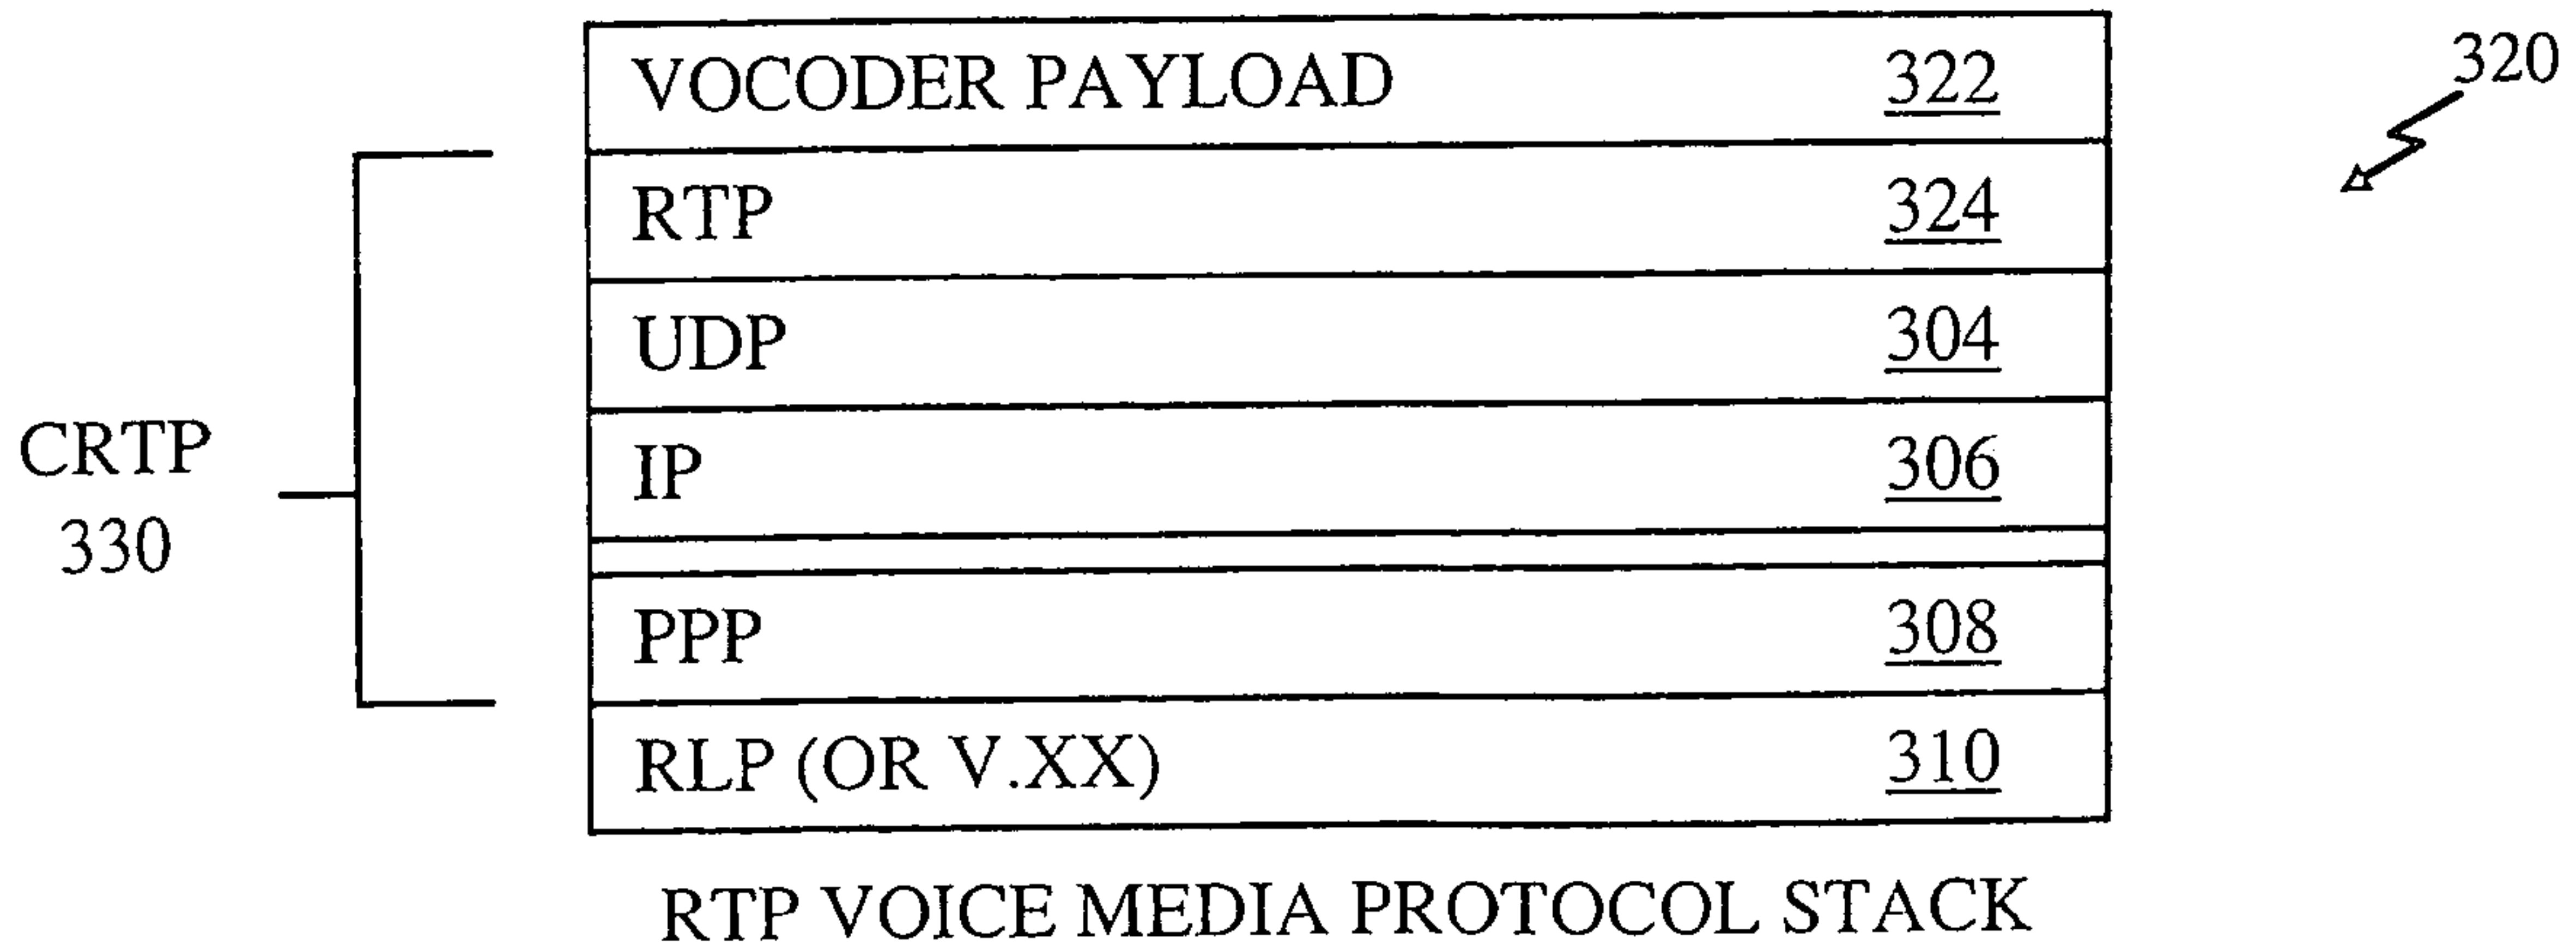 VOCODER PAYLOAD 322
320
RTP 324
UDP 304
CRTP
330
IP 306
PPP 308
RLP (OR V.XX) 310
RTP VOICE MEDIA PROTOCOL STACK